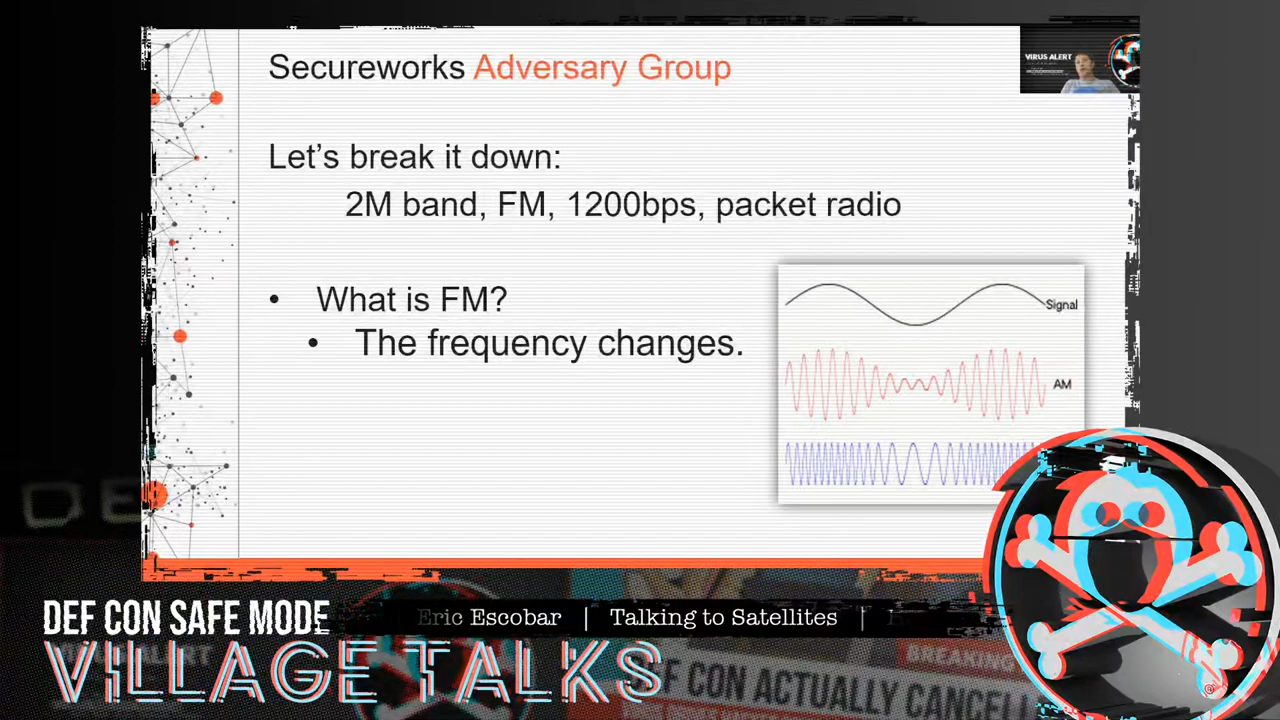 Secureworks Adversary Group
VIRUS ALERT
Let's break it down:
2M band, FM, 1200bps, packet radio
• What is FM?
• The frequency changes.
Signal
AM
DEF CON SAFE MODE
Eric Escobar | Talking to Satellites |
VILLAGE TALKS
BREAKING
DEF CON ACTUALLY CANCELL